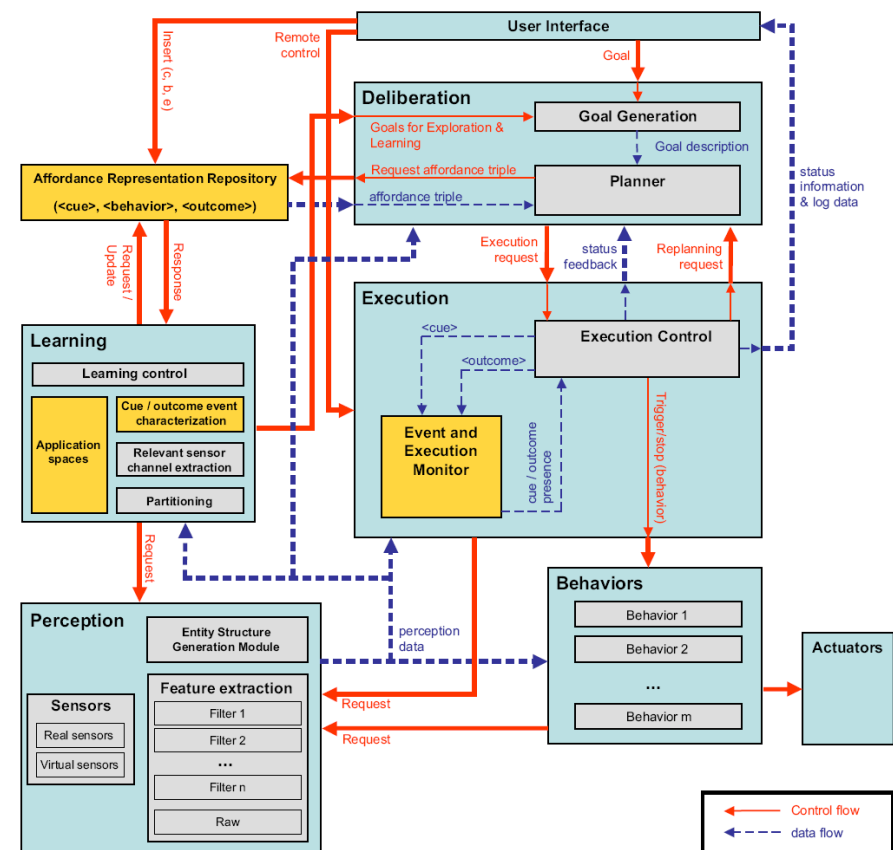 User Interface
Insert (c, b, e)
Remote
control
Goal
Deliberation
Goal Generation
Goals for Exploration &
Learning
Goal description
Request affordance triple
Planner
affordance triple
status
information
& log data
Affordance Representation Repository
(<cue>, <behavior>, <outcome>)
Request /
Update
Response
Execution
request
status
feedback
Replanning
request
Execution
Execution Control
<cue>
<outcome>
Event and
Execution
Monitor
cue / outcome
presence
Trigger/stop (behavior)
Learning
Learning control
Application
spaces
Cue / outcome event
characterization
Relevant sensor
channel extraction
Partitioning
Request
Perception
Entity Structure
Generation Module
perception
data
Sensors
Real sensors
Virtual sensors
Feature extraction
Filter 1
Filter 2
...
Filter n
Raw
Request
Request
Behaviors
Behavior 1
Behavior 2
...
Behavior m
Actuators
Control flow
data flow